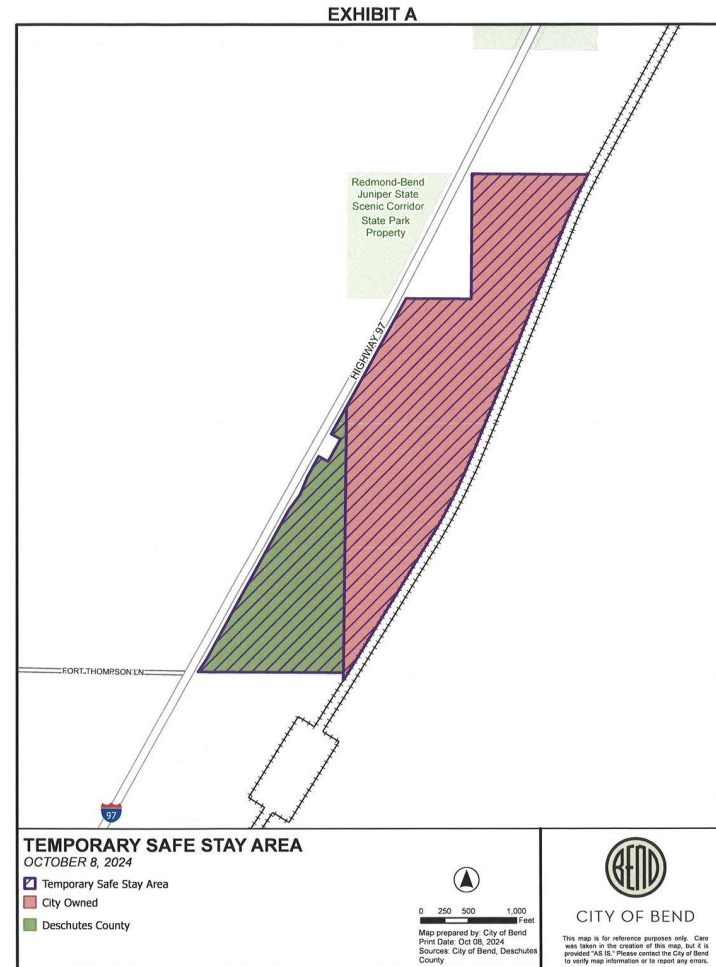 EXHIBIT A
Redmond-Bend
Juniper State
Scenic Corridor
State Park
Property
HIGHWAY 97
FORT THOMPSON LN
97
TEMPORARY SAFE STAY AREA
OCTOBER 8, 2024
Temporary Safe Stay Area
City Owned
Deschutes County
0 250 500 1,000
Feet
Map prepared by: City of Bend
Print Date: Oct 08, 2024
Sources: City of Bend, Deschutes
County
BEND
CITY OF BEND
This map is for reference purposes only. Care
was taken in the creation of this map, but it is
provided "AS IS." Please contact the City of Bend
to verify map information or to report any errors.